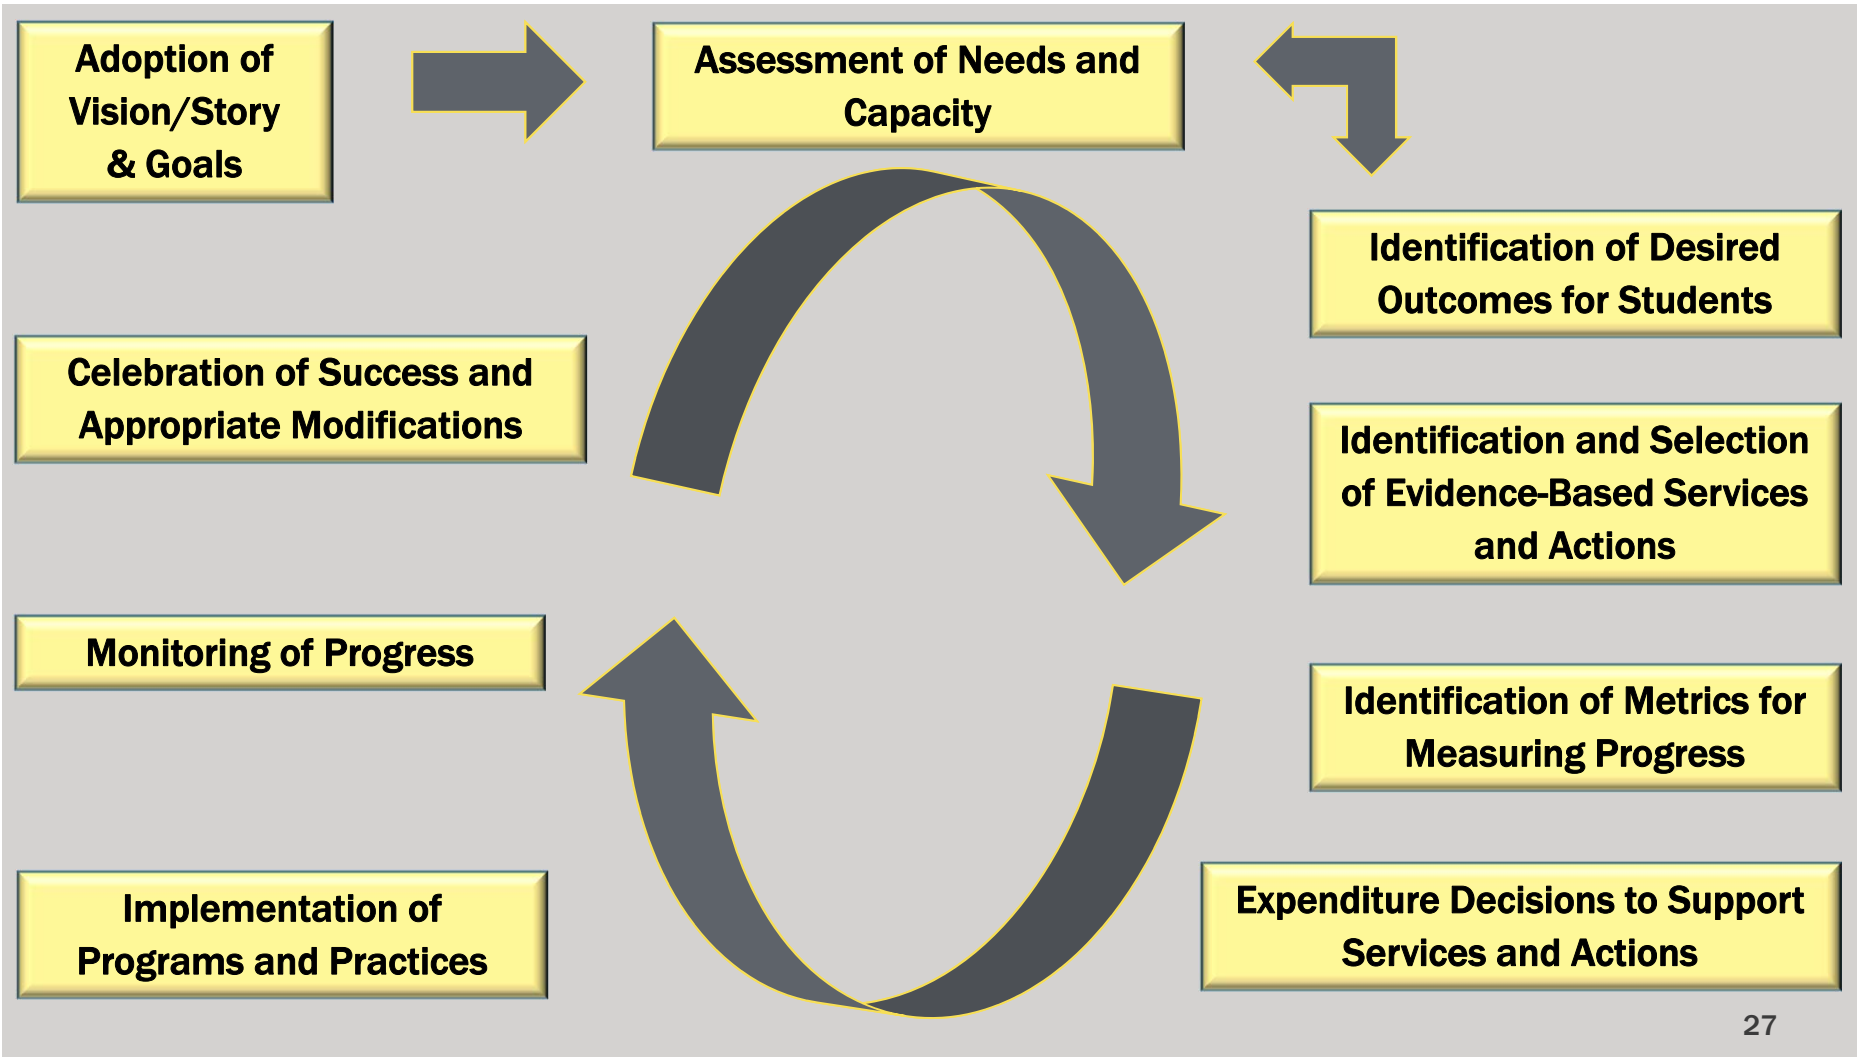 Adoption of
Vision/Story
& Goals
Assessment of Needs and
Capacity
Identification of Desired
Outcomes for Students
Identification and Selection
of Evidence-Based Services
and Actions
Identification of Metrics for
Measuring Progress
Expenditure Decisions to Support
Services and Actions
Implementation of
Programs and Practices
Monitoring of Progress
Celebration of Success and
Appropriate Modifications
27